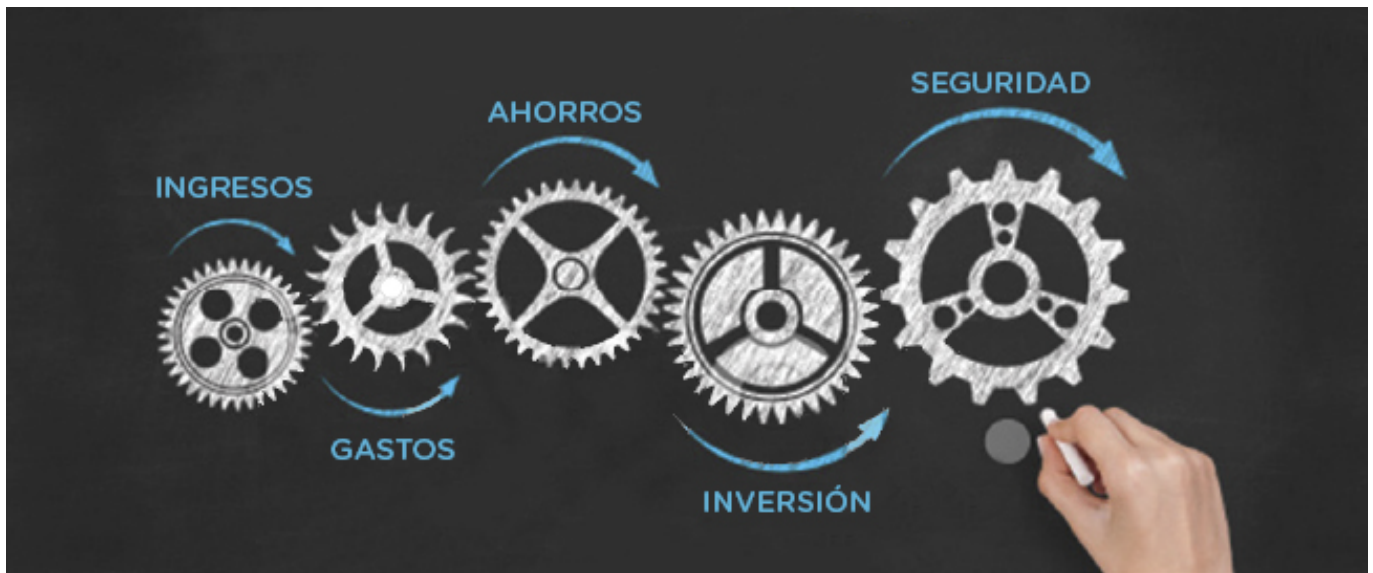 INGRESOS
GASTOS
AHORROS
INVERSIÓN
SEGURIDAD